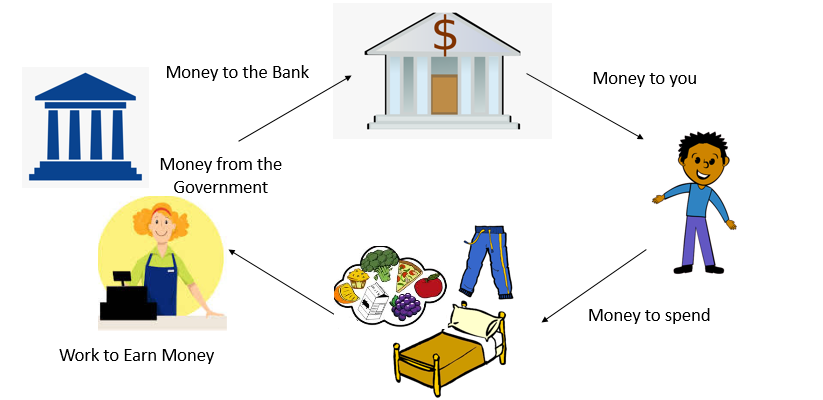 $
Money to the Bank
Money to you
Money from the
Government
Money to spend
Work to Earn Money